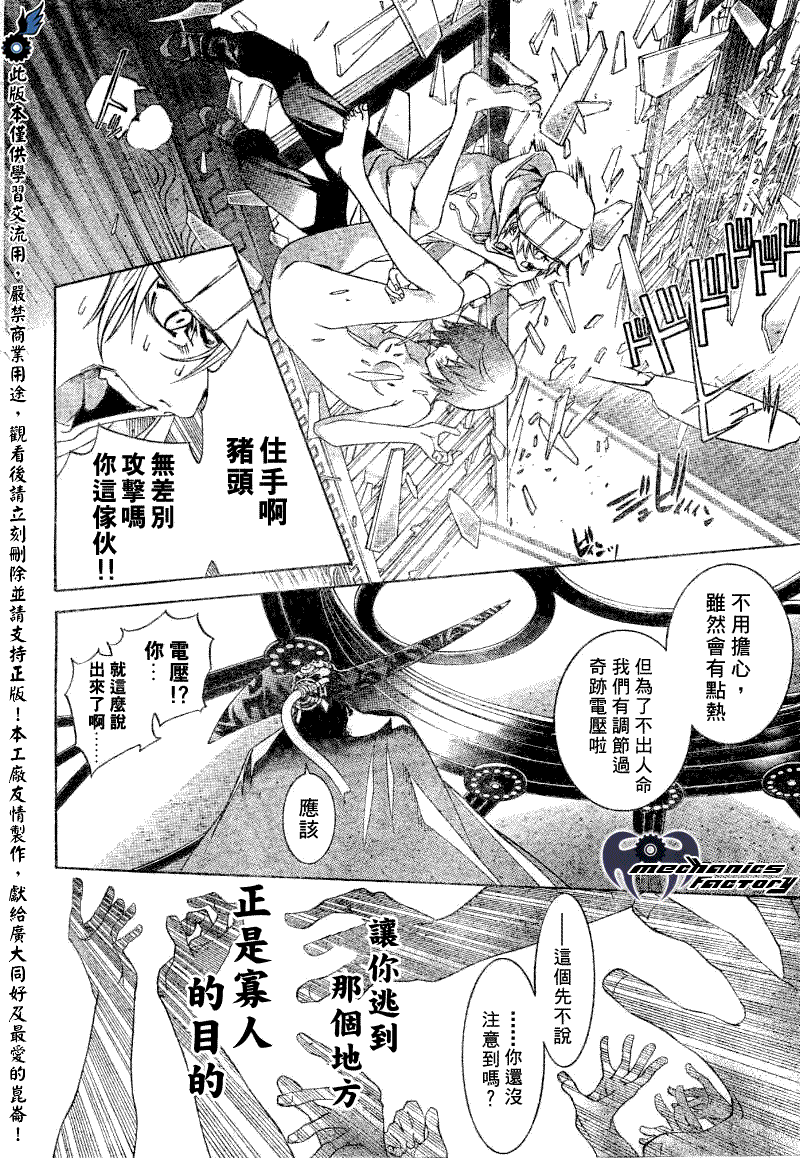 住手啊
豬頭
無差別
攻擊嗎
你這傢伙!!
不用擔心，
雖然會有點熱
但為了不出人命
我們有調節過
奇跡電壓啦
應該
電壓!?
你…
就這麼說
出來了啊……
mechanics
factory
——這個先不說
……你還沒
注意到嗎？
讓你逃到
那個地方
正是寡人
的目的
此版本僅供學習交流用，嚴禁商業用途，觀看後請立刻刪除並請支持正版！本工廠友情製作，獻給廣大同好及最愛的崑崙！